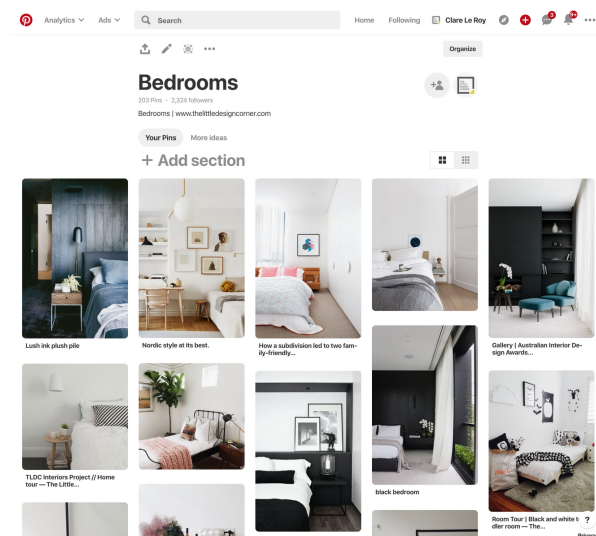 Analytics
Ads
Search
Home
Following
Clare Le Roy
3
9+
Organize
Bedrooms
203 Pins • 2,324 followers
Bedrooms | www.thelittledesigncorner.com
Your Pins
More ideas
+ Add section
Lush ink plush pile
Nordic style at its best.
How a subdivision led to two fam-
ily-friendly...
Gallery | Australian Interior De-
sign Awards...
TLDC Interiors Project // Home
tour — The Little...
black bedroom
Room Tour | Black and white t
dler room — The...
?
Privacy